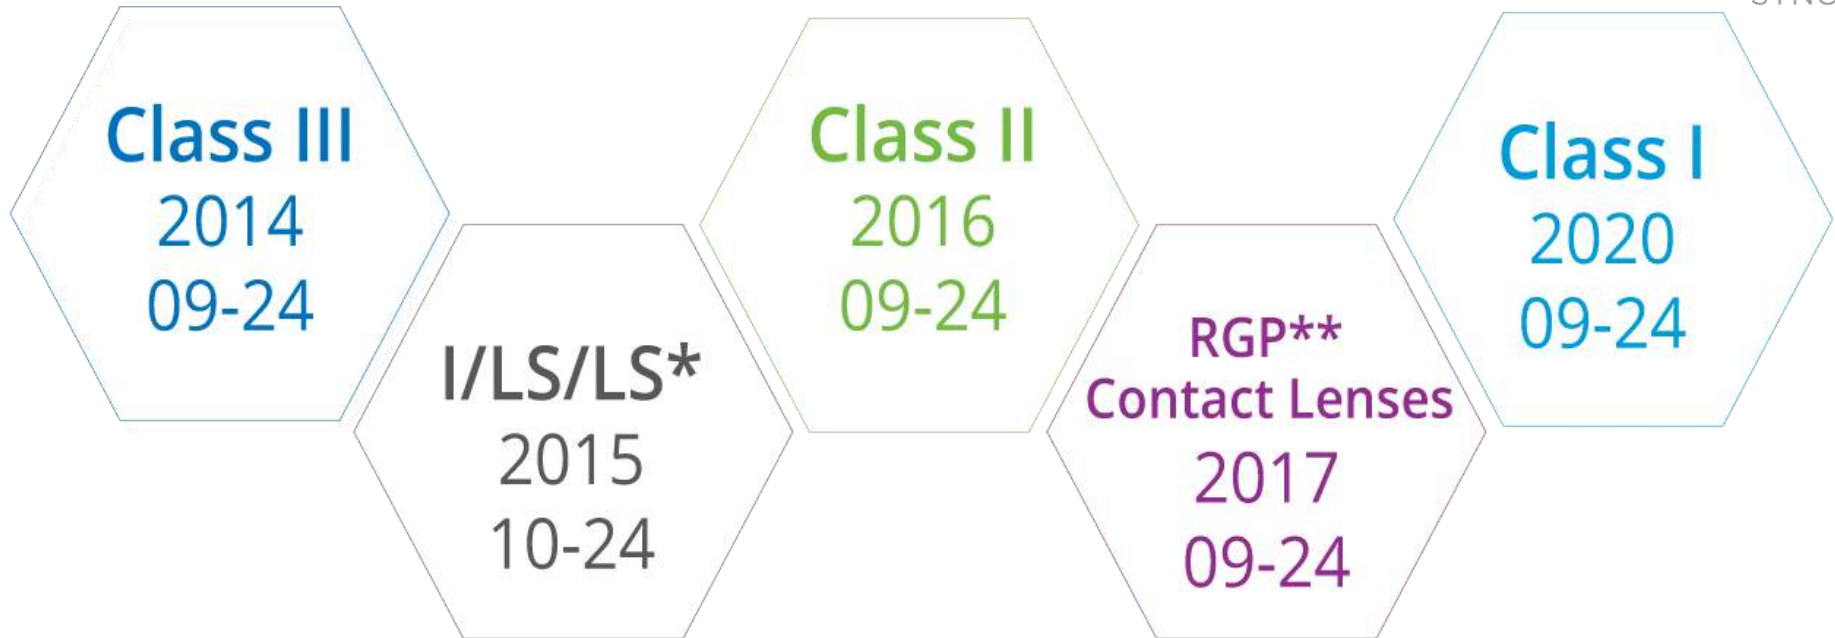 Class III
2014
09-24
I/LS/LS*
2015
10-24
Class II
2016
09-24
RGP**
Contact Lenses
2017
09-24
Class I
2020
09-24